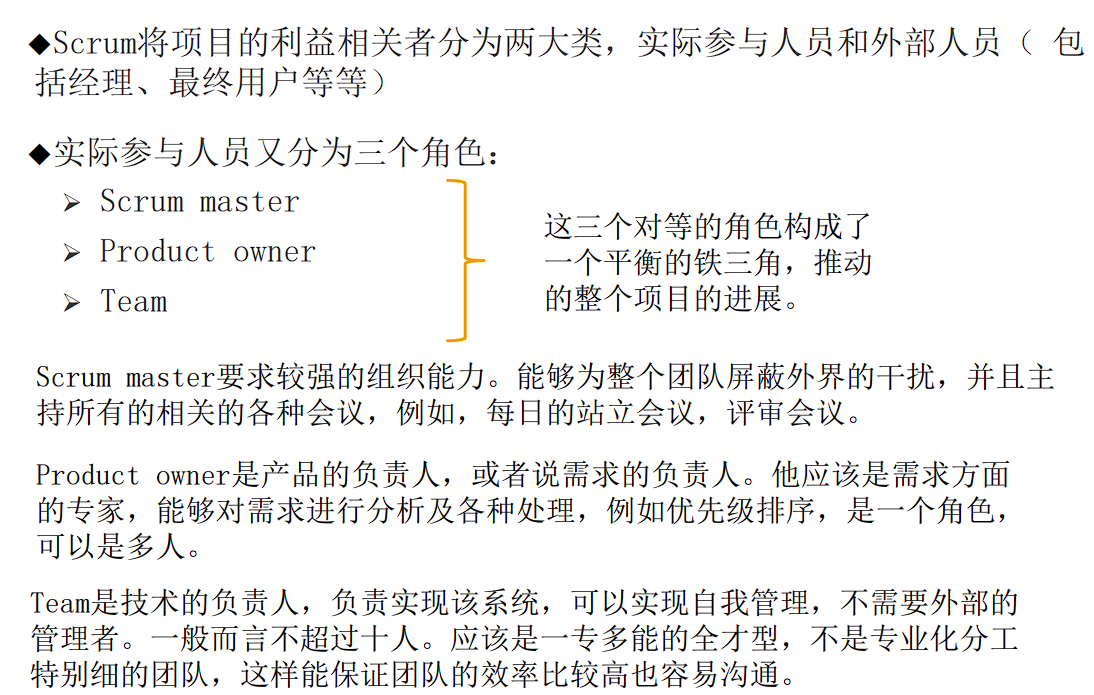 ◆Scrum将项目的利益相关者分为两大类，实际参与人员和外部人员（ 包
括经理、最终用户等等）
◆实际参与人员又分为三个角色：
➢ Scrum master
➢ Product owner
➢ Team
这三个对等的角色构成了
一个平衡的铁三角，推动
的整个项目的进展。
Scrum master要求较强的组织能力。能够为整个团队屏蔽外界的干扰，并且主
持所有的相关的各种会议，例如，每日的站立会议，评审会议。
Product owner是产品的负责人，或者说需求的负责人。他应该是需求方面
的专家，能够对需求进行分析及各种处理，例如优先级排序，是一个角色，
可以是多人。
Team是技术的负责人，负责实现该系统，可以实现自我管理，不需要外部的
管理者。一般而言不超过十人。应该是一专多能的全才型，不是专业化分工
特别细的团队，这样能保证团队的效率比较高也容易沟通。